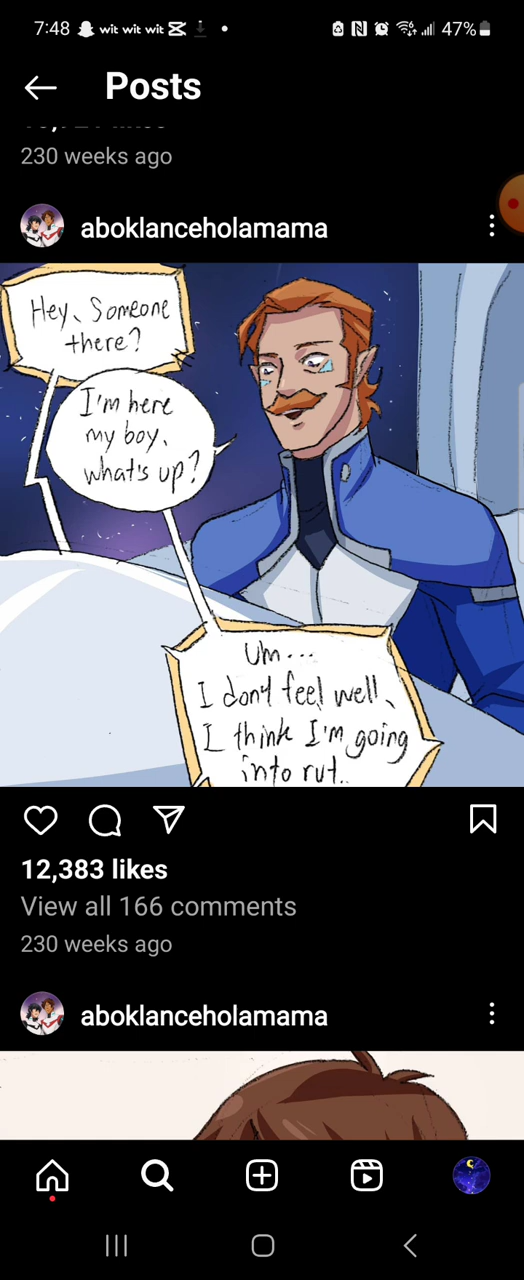 7:48 wit wit wit 47%
Posts
230 weeks ago
aboklanceholamama
Hey, Someone
there?
I'm here
my boy,
what's up?
Um...
I don't feel well,
I think I'm going
into rut..
12,383 likes
View all 166 comments
230 weeks ago
aboklanceholamama